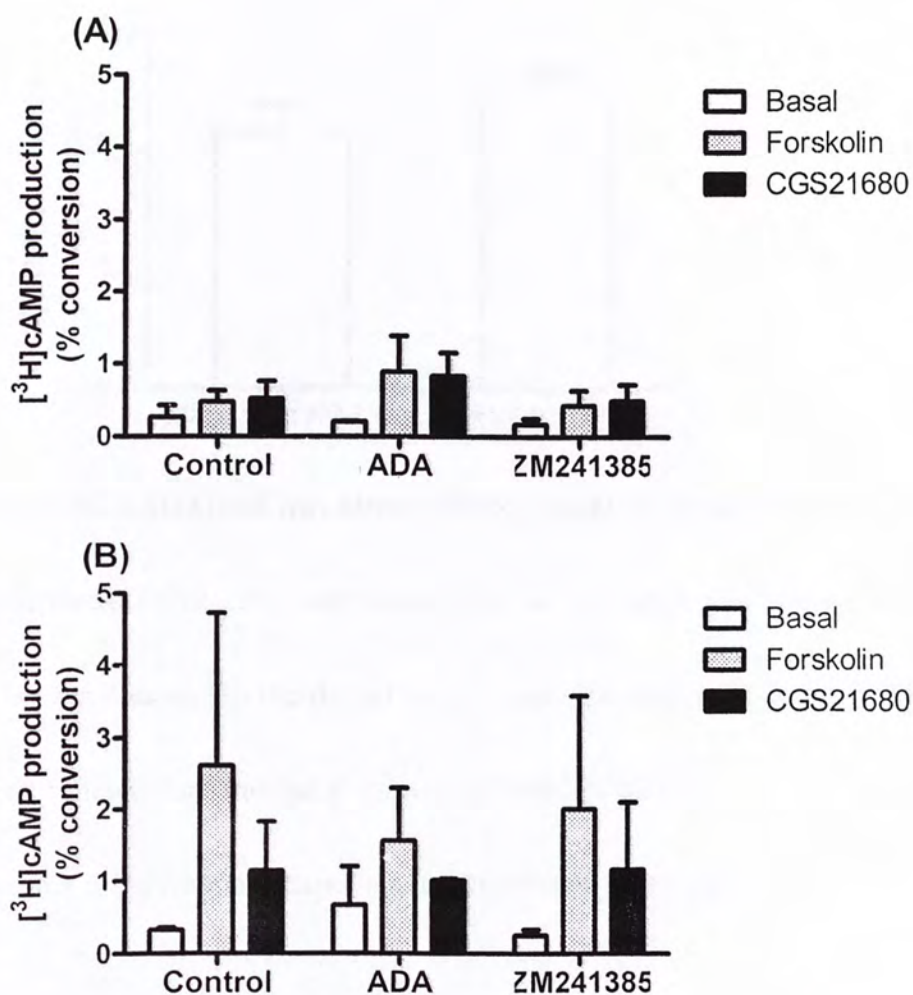 (A)
[³H]cAMP production
(% conversion)
5
4
3
2
1
0
Control ADA ZM241385
Basal
Forskolin
CGS21680
(B)
[³H]cAMP production
(% conversion)
5
4
3
2
1
0
Control ADA ZM241385
Basal
Forskolin
CGS21680